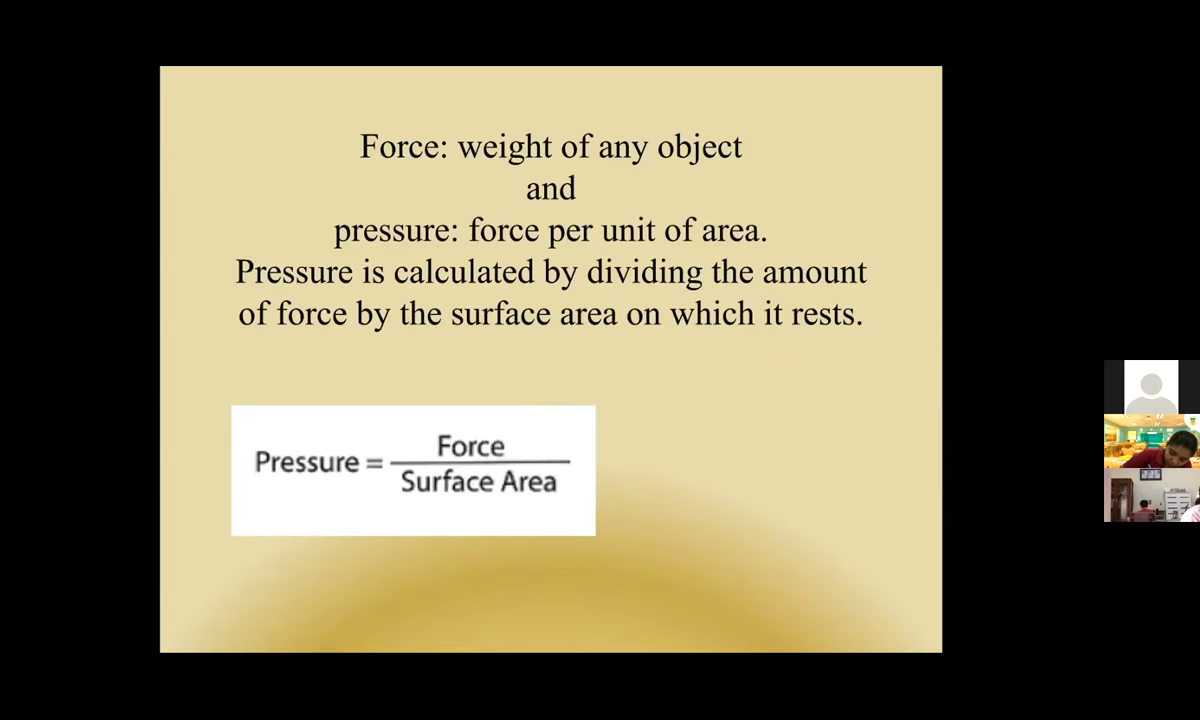 Force: weight of any object
and
pressure: force per unit of area.
Pressure is calculated by dividing the amount
of force by the surface area on which it rests.
Pressure = Force
Surface Area